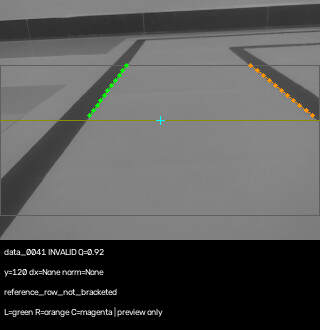 data_0041 INVALID Q=0.92
y=120 dx=None norm=None
reference_row_not_bracketed
L=green R=orange C=magenta | preview only